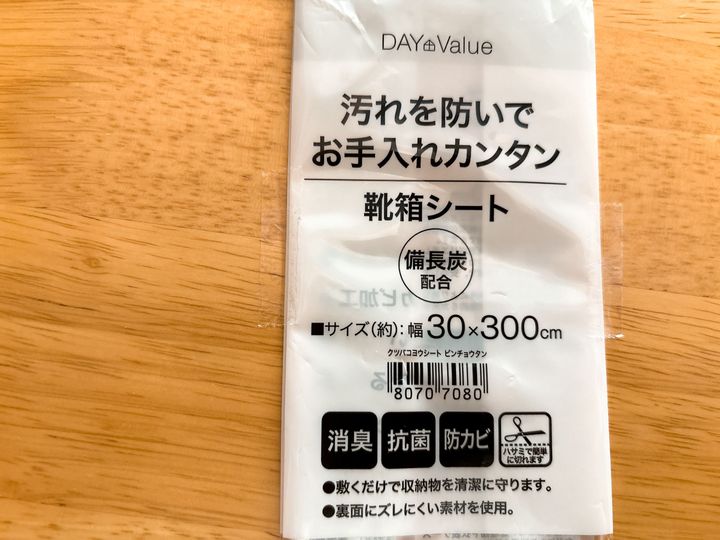 DAY Value
汚れを防いで
お手入れカンタン
靴箱シート
備長炭
配合
■サイズ(約):幅30×300cm
クツバコヨウシート ビンチョウタン
8070 7080
消臭 抗菌 防カビ
ハサミで簡単
に切れます
●敷くだけで収納物を清潔に守ります。
●裏面にズレにくい素材を使用。